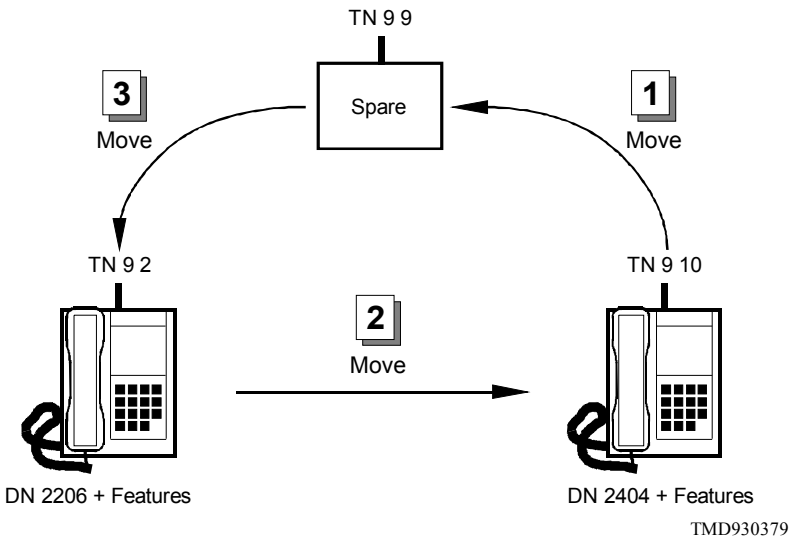 TN 9 9
Spare
3
Move
1
Move
TN 9 2
TN 9 10
2
Move
DN 2206 + Features
DN 2404 + Features
TMD930379